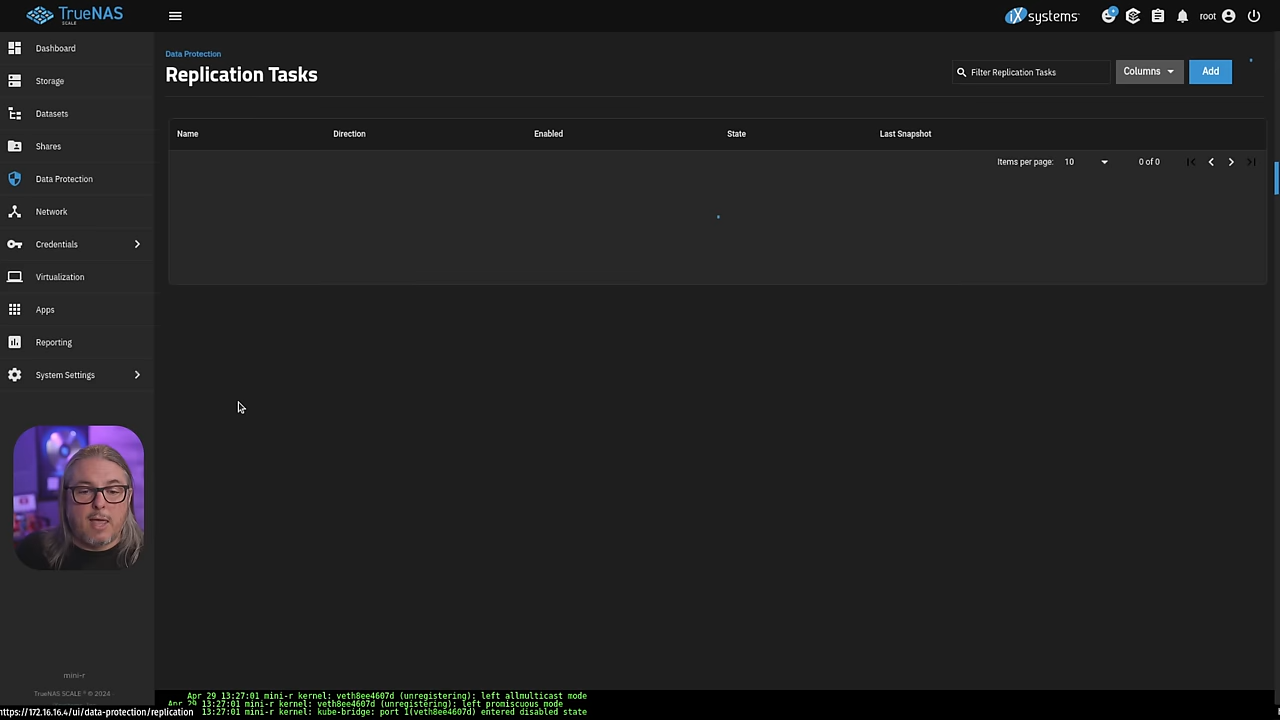 TrueNAS
SCALE
iXsystems
root
Dashboard
Storage
Datasets
Shares
Data Protection
Network
Credentials
Virtualization
Apps
Reporting
System Settings
Data Protection
Replication Tasks
Filter Replication Tasks
Columns
Add
Name Direction Enabled State Last Snapshot
Items per page: 10 0 of 0
mini-r
TrueNAS SCALE ® © 2024
Apr 29 13:27:01 mini-r kernel: veth8ee4607d (unregistering): left allmulticast mode
Apr 29 13:27:01 mini-r kernel: veth8ee4607d (unregistering): left promiscuous mode
https://172.16.16.4/ui/data-protection/replication
13:27:01 mini-r kernel: kube-bridge: port 1(veth8ee4607d) entered disabled state